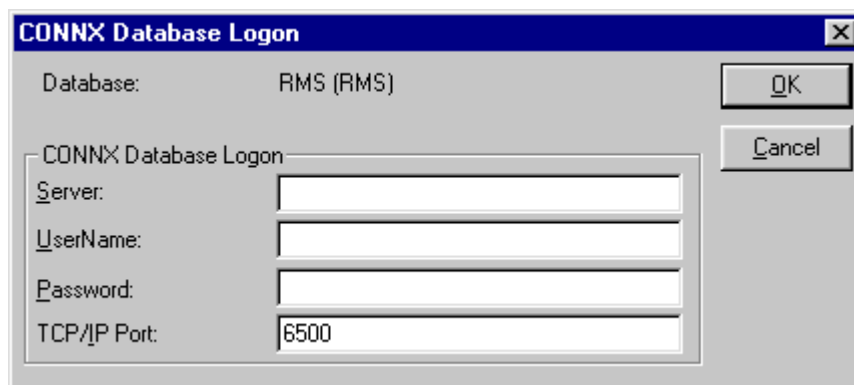 CONNX Database Logon
Database: RMS (RMS)
OK
Cancel
CONNX Database Logon
Server:
UserName:
Password:
TCP/IP Port: 6500